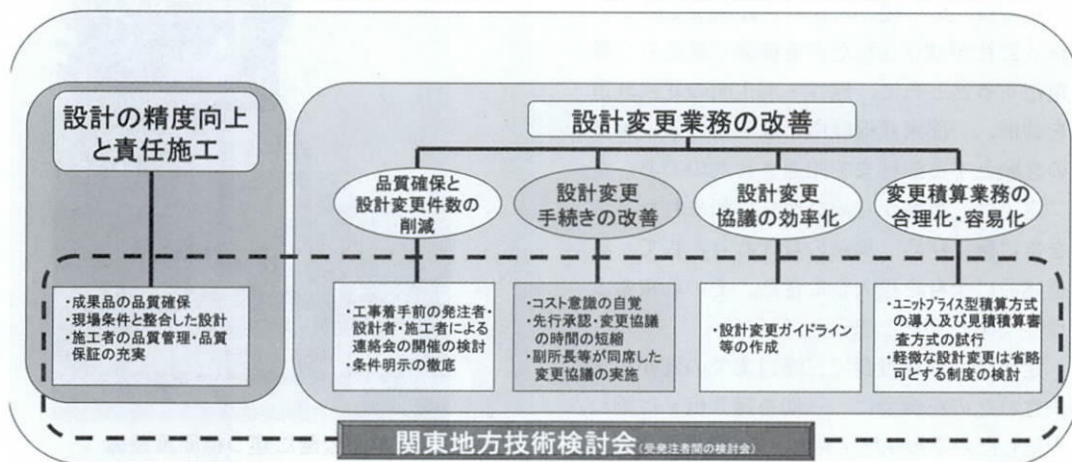 設計の精度向上
と責任施工
・成果品の品質確保
・現場条件と整合した設計
・施工者の品質管理・品質
保証の充実
設計変更業務の改善
品質確保と
設計変更件数の
削減
・工事着手前の発注者・
設計者・施工者による
連絡会の開催の検討
・条件明示の徹底
設計変更
手続きの改善
・コスト意識の自覚
・先行承認・変更協議
の時間の短縮
・副所長等が同席した
変更協議の実施
設計変更
協議の効率化
・設計変更ガイドライン
等の作成
変更積算業務の
合理化・容易化
・ユニットプライス型積算方式
の導入及び見積積算審
査方式の試行
・軽微な設計変更は省略
可とする制度の検討
関東地方技術検討会(受発注者間の検討会)